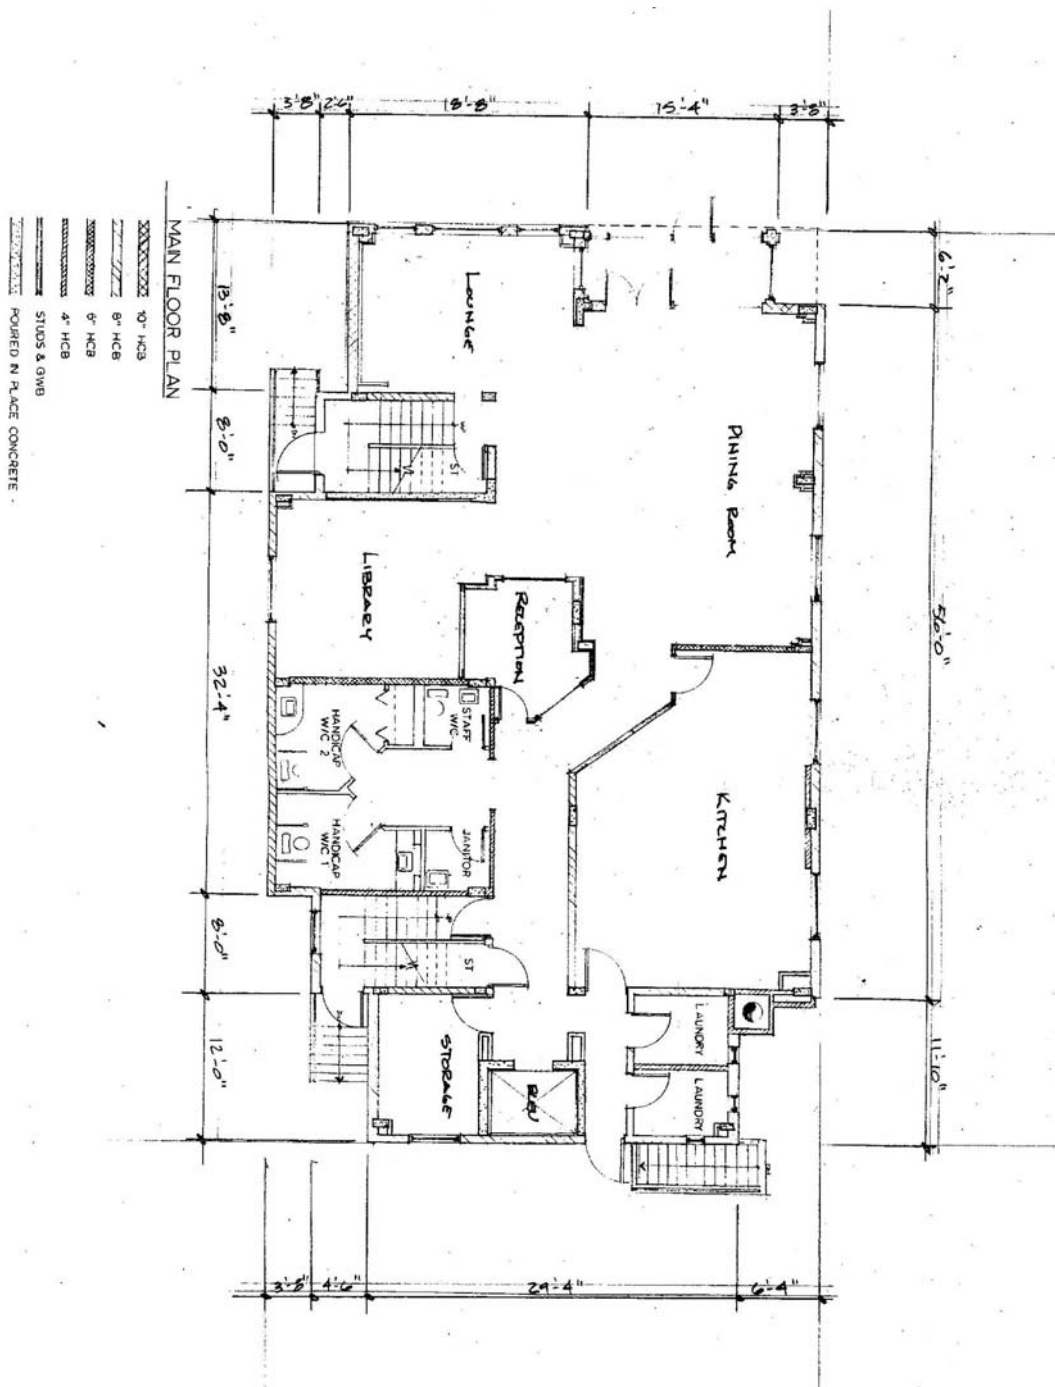 3'-8"
2'-6"
18'-8"
15'-4"
3'-8"
6'-2"
56'-0"
11'-10"
13'-8"
8'-0"
32'-4"
8'-0"
12'-0"
3'-8"
4'-6"
29'-4"
6'-4"
LOUNGE
DINING ROOM
ST
LIBRARY
RECEPTION
STAFF
W/C
HANDICAP
W/C 2
HANDICAP
W/C 1
JANITOR
KITCHEN
ST
STORAGE
LAUNDRY
LAUNDRY
MAIN FLOOR PLAN
10" HCB
8" HCB
6" HCB
4" HCB
STUDS & GWB
POURED IN PLACE CONCRETE -